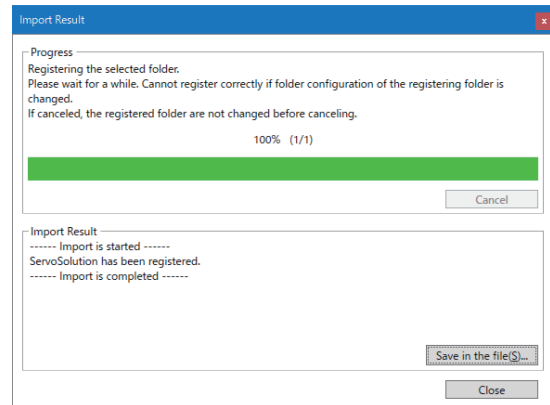 Import Result
x
Progress
Registering the selected folder.
Please wait for a while. Cannot register correctly if folder configuration of the registering folder is
changed.
If canceled, the registered folder are not changed before canceling.
100% (1/1)
Cancel
Import Result
------ Import is started ------
ServoSolution has been registered.
------ Import is completed ------
Save in the file(S)...
Close